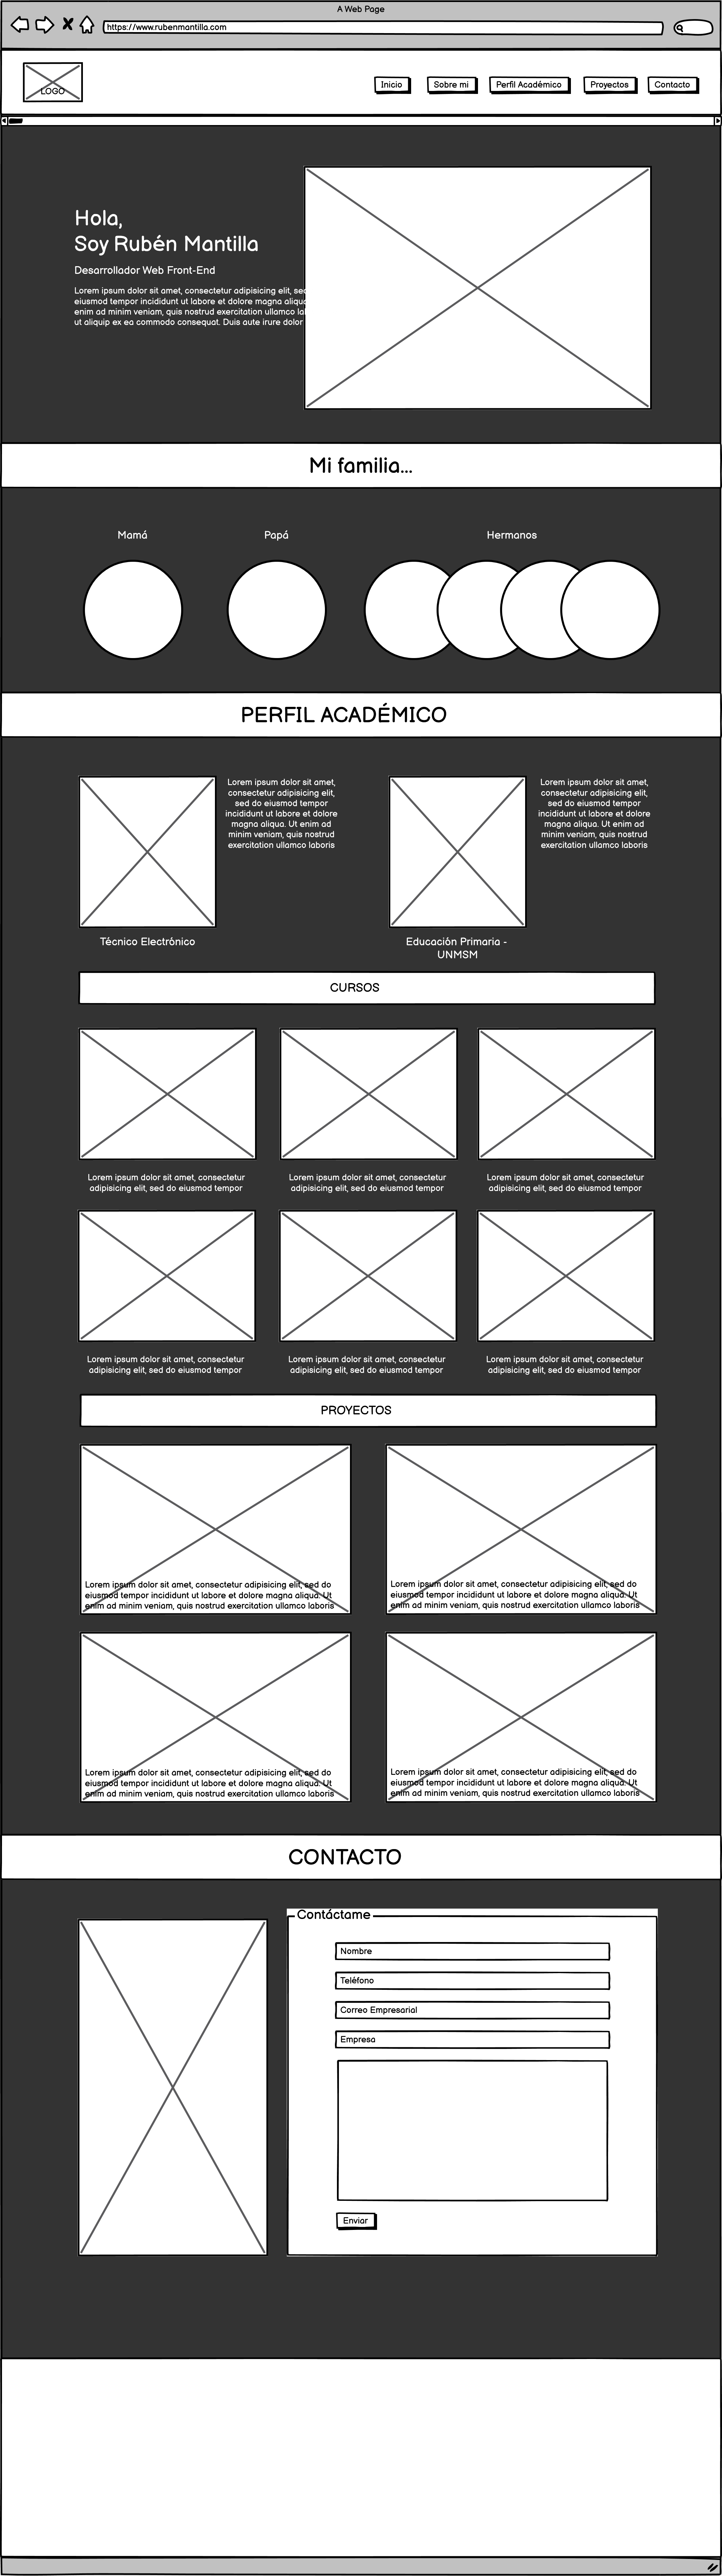 A Web Page
https://www.rubenmantilla.com
LOGO
Inicio
Sobre mi
Perfil Académico
Proyectos
Contacto
Hola,
Soy Rubén Mantilla
Desarrollador Web Front-End
Lorem ipsum dolor sit amet, consectetur adipisicing elit,
eiusmod tempor incididunt ut labore et dolore magna
enim ad minim veniam, quis nostrud exercitation ullamco
ut aliquip ex ea commodo consequat. Duis aute irure dolor
Mi familia...
Mamá
Papá
Hermanos
PERFIL ACADÉMICO
Lorem ipsum dolor sit amet,
consectetur adipisicing elit,
sed do eiusmod tempor
incididunt ut labore et dolore
magna aliqua. Ut enim ad
minim veniam, quis nostrud
exercitation ullamco laboris
Lorem ipsum dolor sit amet,
consectetur adipisicing elit,
sed do eiusmod tempor
incididunt ut labore et dolore
magna aliqua. Ut enim ad
minim veniam, quis nostrud
exercitation ullamco laboris
Técnico Electrónico
Educación Primaria -
UNMSM
CURSOS
Lorem ipsum dolor sit amet, consectetur
adipisicing elit, sed do eiusmod tempor
Lorem ipsum dolor sit amet, consectetur
adipisicing elit, sed do eiusmod tempor
Lorem ipsum dolor sit amet, consectetur
adipisicing elit, sed do eiusmod tempor
Lorem ipsum dolor sit amet, consectetur
adipisicing elit, sed do eiusmod tempor
Lorem ipsum dolor sit amet, consectetur
adipisicing elit, sed do eiusmod tempor
Lorem ipsum dolor sit amet, consectetur
adipisicing elit, sed do eiusmod tempor
PROYECTOS
Lorem ipsum dolor sit amet, consectetur adipisicing elit, sed do
eiusmod tempor incididunt ut labore et dolore magna aliqua. Ut
enim ad minim veniam, quis nostrud exercitation ullamco laboris
Lorem ipsum dolor sit amet, consectetur adipisicing elit, sed do
eiusmod tempor incididunt ut labore et dolore magna aliqua. Ut
enim ad minim veniam, quis nostrud exercitation ullamco laboris
Lorem ipsum dolor sit amet, consectetur adipisicing elit, sed do
eiusmod tempor incididunt ut labore et dolore magna aliqua. Ut
enim ad minim veniam, quis nostrud exercitation ullamco laboris
Lorem ipsum dolor sit amet, consectetur adipisicing elit, sed do
eiusmod tempor incididunt ut labore et dolore magna aliqua. Ut
enim ad minim veniam, quis nostrud exercitation ullamco laboris
CONTACTO
Contáctame
Nombre
Teléfono
Correo Empresarial
Empresa
Enviar